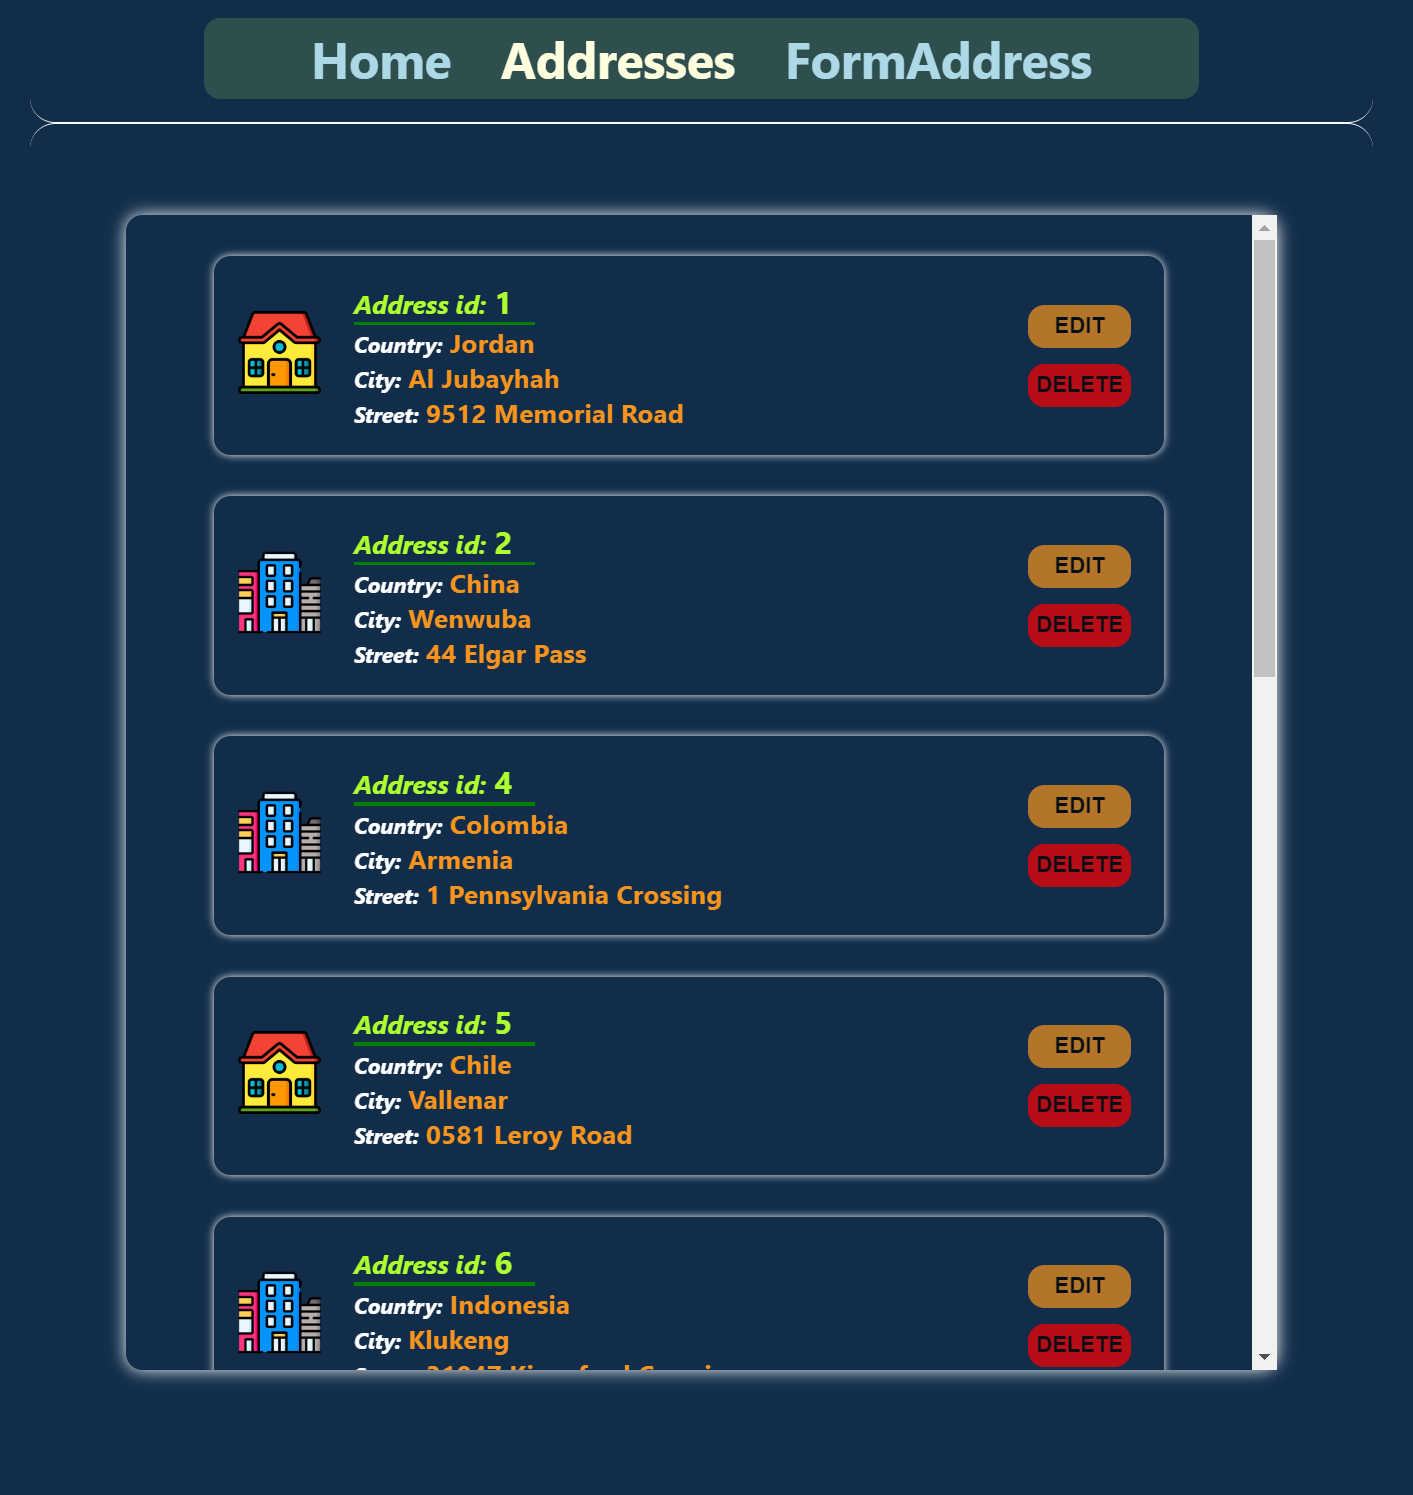 Home Addresses FormAddress
Address id: 1
Country: Jordan
City: Al Jubayhah
Street: 9512 Memorial Road
EDIT
DELETE
Address id: 2
Country: China
City: Wenwuba
Street: 44 Elgar Pass
EDIT
DELETE
Address id: 4
Country: Colombia
City: Armenia
Street: 1 Pennsylvania Crossing
EDIT
DELETE
Address id: 5
Country: Chile
City: Vallenar
Street: 0581 Leroy Road
EDIT
DELETE
Address id: 6
Country: Indonesia
City: Klukeng
EDIT
DELETE